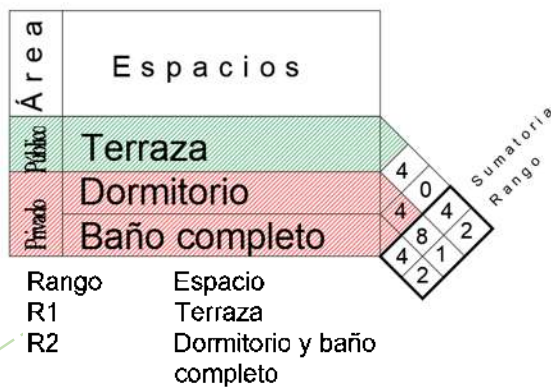 Área
Espacios
Público
Terraza
Privado
Dormitorio
Baño completo
4
0
4
4
8
2
4
1
2
Sumatoria
Rango
Rango Espacio
R1 Terraza
R2 Dormitorio y baño
completo